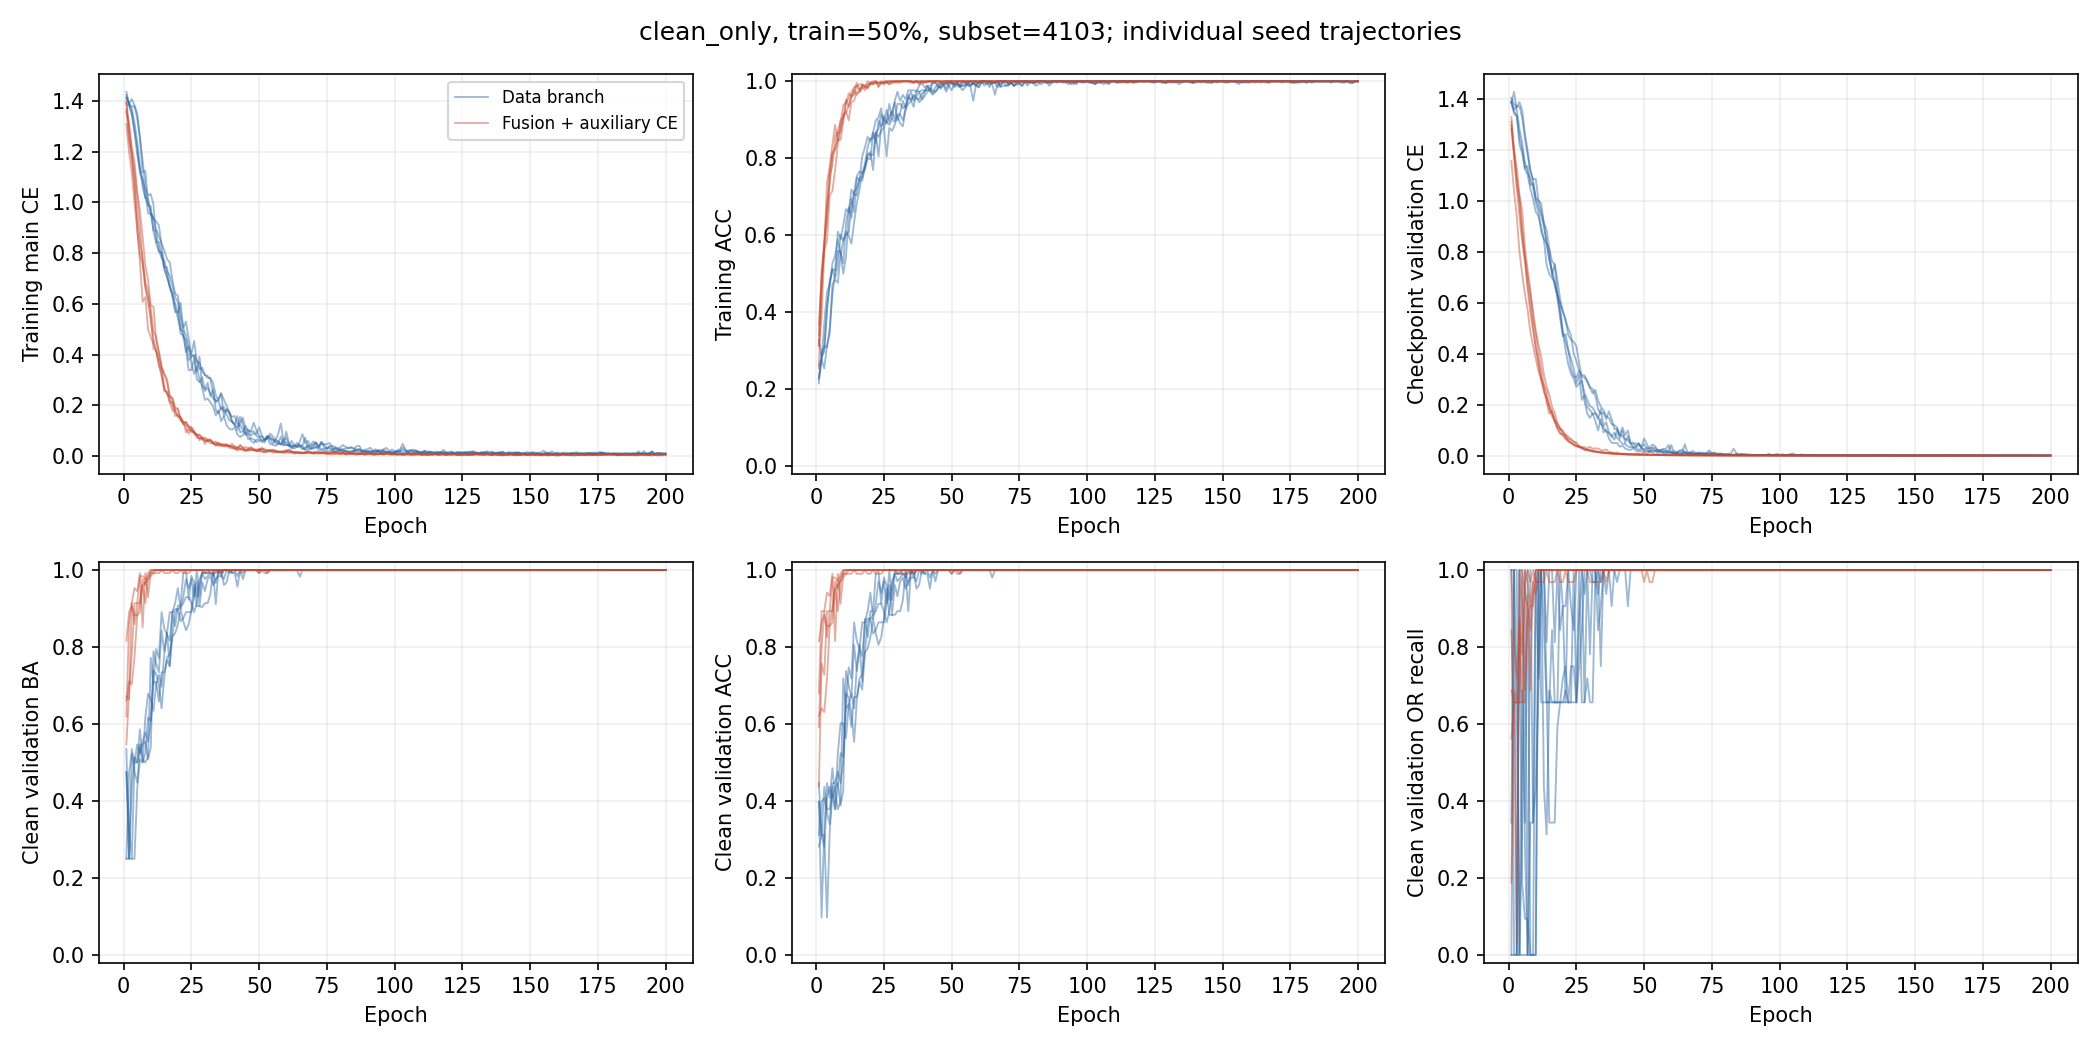 clean_only, train=50%, subset=4103; individual seed trajectories
Training main CE
1.4
1.2
1.0
0.8
0.6
0.4
0.2
0.0
Data branch
Fusion + auxiliary CE
0 25 50 75 100 125 150 175 200
Epoch
Training ACC
1.0
0.8
0.6
0.4
0.2
0.0
0 25 50 75 100 125 150 175 200
Epoch
Checkpoint validation CE
1.4
1.2
1.0
0.8
0.6
0.4
0.2
0.0
0 25 50 75 100 125 150 175 200
Epoch
Clean validation BA
1.0
0.8
0.6
0.4
0.2
0.0
0 25 50 75 100 125 150 175 200
Epoch
Clean validation ACC
1.0
0.8
0.6
0.4
0.2
0.0
0 25 50 75 100 125 150 175 200
Epoch
Clean validation OR recall
1.0
0.8
0.6
0.4
0.2
0.0
0 25 50 75 100 125 150 175 200
Epoch